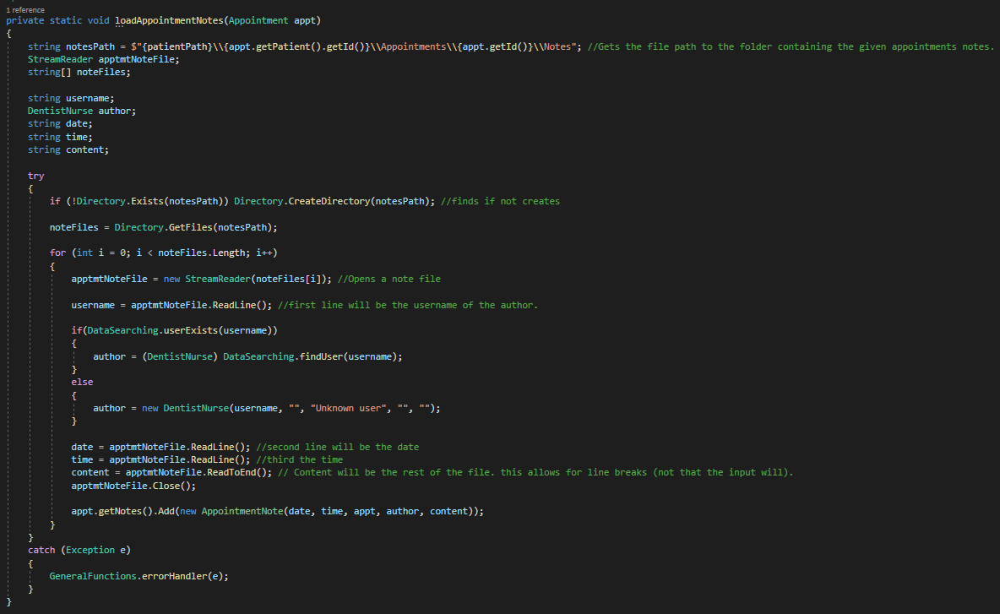 1 reference
private static void loadAppointmentNotes(Appointment appt)
{
string notesPath = $"{patientPath}\\{appt.getPatient().getId()}\\Appointments\\{appt.getId()}\\Notes"; //Gets the file path to the folder containing the given appointments notes.
StreamReader apptmtNoteFile;
string[] noteFiles;
string username;
DentistNurse author;
string date;
string time;
string content;
try
{
if (!Directory.Exists(notesPath)) Directory.CreateDirectory(notesPath); //finds if not creates
noteFiles = Directory.GetFiles(notesPath);
for (int i = 0; i < noteFiles.Length; i++)
{
apptmtNoteFile = new StreamReader(noteFiles[i]); //Opens a note file
username = apptmtNoteFile.ReadLine(); //first line will be the username of the author.
if(DataSearching.userExists(username))
{
author = (DentistNurse) DataSearching.findUser(username);
}
else
{
author = new DentistNurse(username, "", "Unknown user", "", "");
}
date = apptmtNoteFile.ReadLine(); //second line will be the date
time = apptmtNoteFile.ReadLine(); //third the time
content = apptmtNoteFile.ReadToEnd(); // Content will be the rest of the file. this allows for line breaks (not that the input will).
apptmtNoteFile.Close();
appt.getNotes().Add(new AppointmentNote(date, time, appt, author, content));
}
}
catch (Exception e)
{
GeneralFunctions.errorHandler(e);
}
}